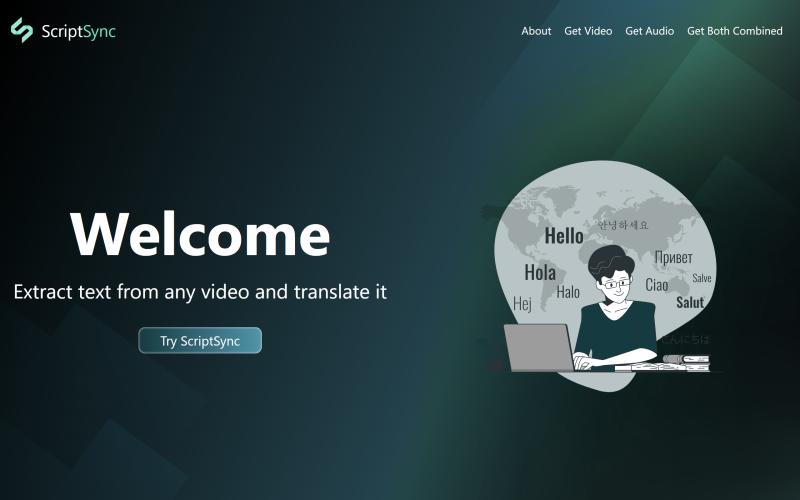 ScriptSync
About
Get Video
Get Audio
Get Both Combined
Welcome
Extract text from any video and translate it
Try ScriptSync
Hello
안녕하세요
Hola
Halo
Hej
Привет
Ciao
Salve
Salut
こんにちは